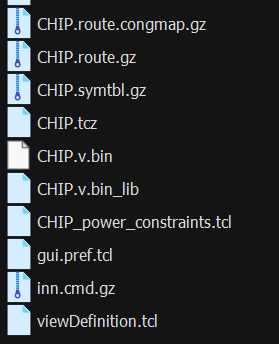 CHIP.route.congmap.gz
CHIP.route.gz
CHIP.symtbl.gz
CHIP.tcz
CHIP.v.bin
CHIP.v.bin_lib
CHIP_power_constraints.tcl
gui.pref.tcl
inn.cmd.gz
viewDefinition.tcl